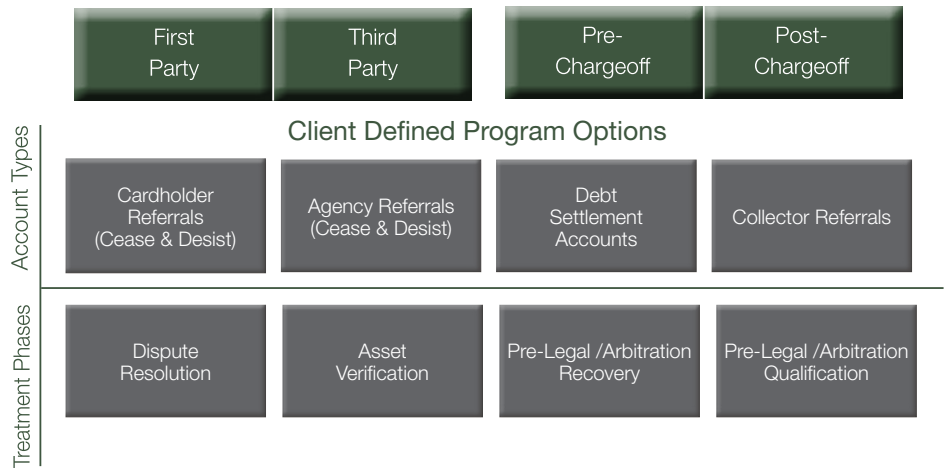 First
Party
Third
Party
Pre-
Chargeoff
Post-
Chargeoff
Client Defined Program Options
Account Types
Cardholder
Referrals
(Cease & Desist)
Agency Referrals
(Cease & Desist)
Debt
Settlement
Accounts
Collector Referrals
Treatment Phases
Dispute
Resolution
Asset
Verification
Pre-Legal /Arbitration
Recovery
Pre-Legal /Arbitration
Qualification